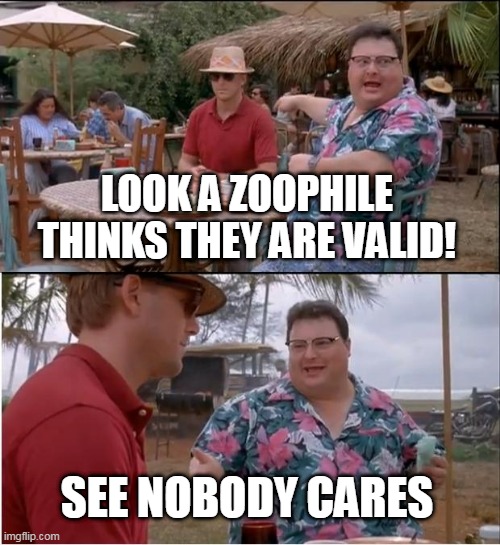 LOOK A ZOOPHILE
THINKS THEY ARE VALID!
SEE NOBODY CARES
imgflip.com